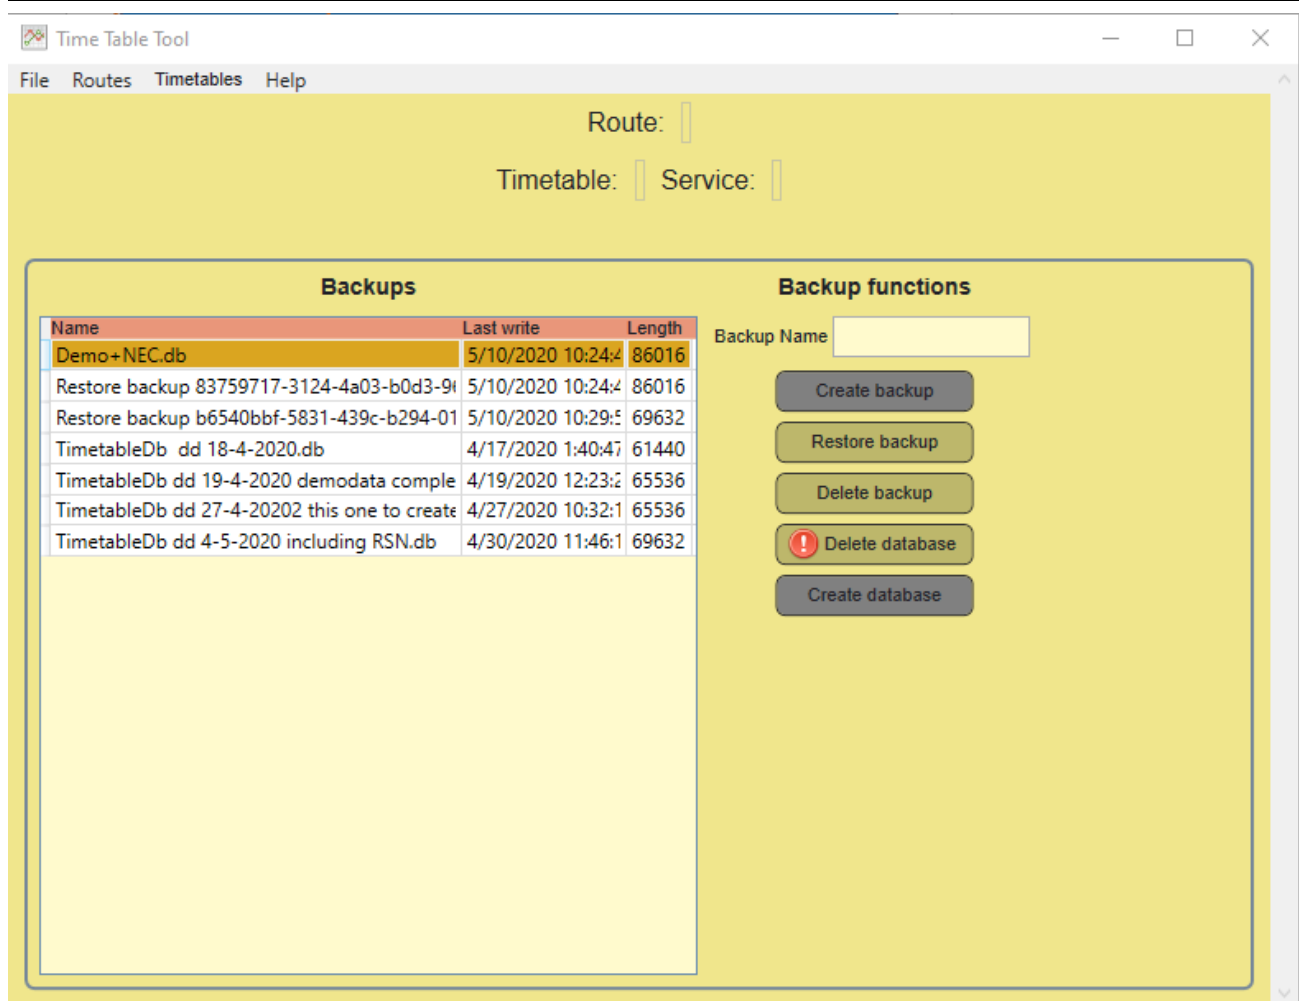 Time Table Tool
File Routes Timetables Help
Route:
Timetable: Service:
Backups
Name Last write Length
Demo+NEC.db 5/10/2020 10:24:4 86016
Restore backup 83759717-3124-4a03-b0d3-9 5/10/2020 10:24:4 86016
Restore backup b6540bbf-5831-439c-b294-01 5/10/2020 10:29:5 69632
TimetableDb dd 18-4-2020.db 4/17/2020 1:40:47 61440
TimetableDb dd 19-4-2020 demodata comple 4/19/2020 12:23:2 65536
TimetableDb dd 27-4-20202 this one to create 4/27/2020 10:32:1 65536
TimetableDb dd 4-5-2020 including RSN.db 4/30/2020 11:46:1 69632
Backup functions
Backup Name
Create backup
Restore backup
Delete backup
Delete database
Create database